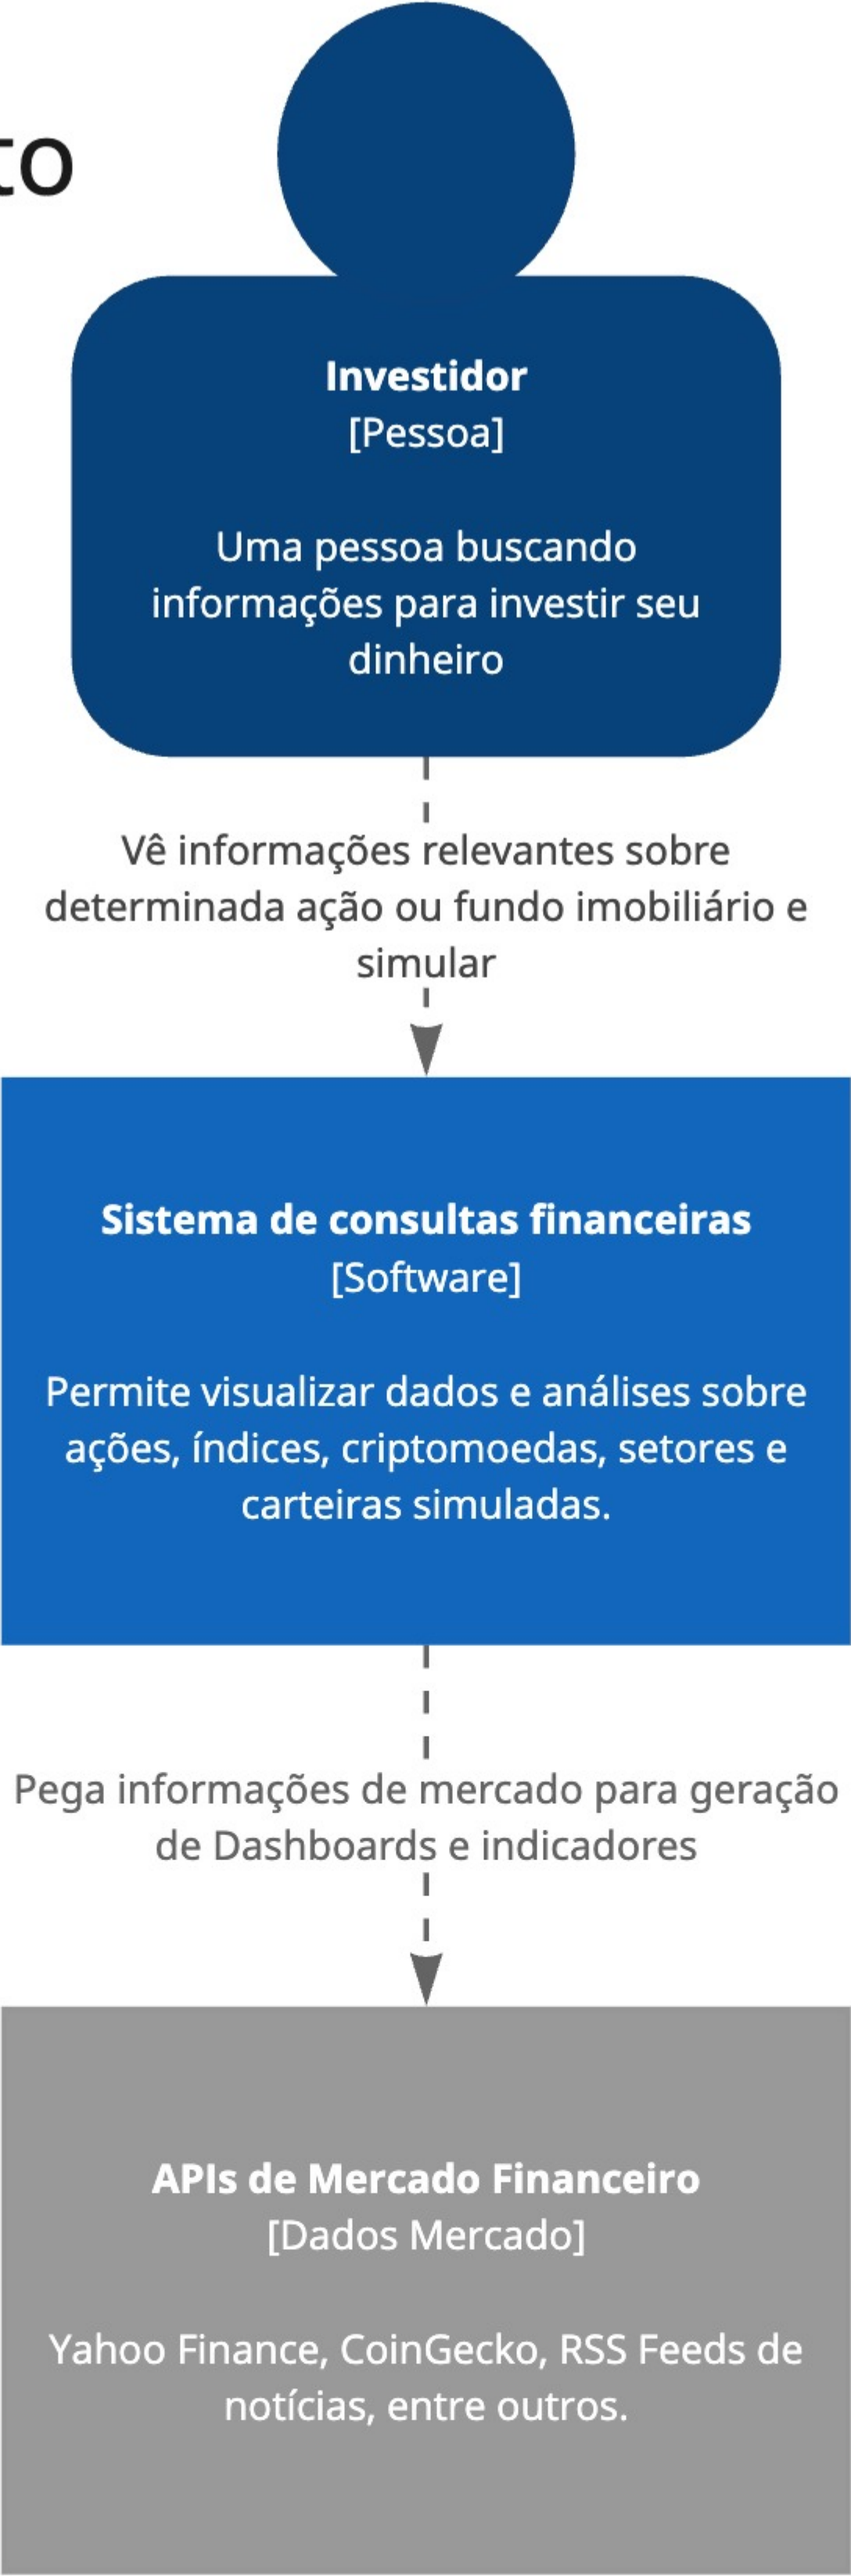 to
Investidor
[Pessoa]
Uma pessoa buscando
informações para investir seu
dinheiro
Vê informações relevantes sobre
determinada ação ou fundo imobiliário e
simular
Sistema de consultas financeiras
[Software]
Permite visualizar dados e análises sobre
ações, índices, criptomoedas, setores e
carteiras simuladas.
Pega informações de mercado para geração
de Dashboards e indicadores
APIs de Mercado Financeiro
[Dados Mercado]
Yahoo Finance, CoinGecko, RSS Feeds de
notícias, entre outros.